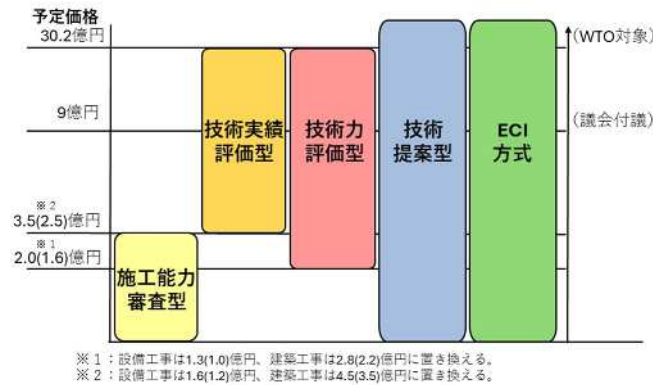 予定価格
30.2億円
(WTO対象)
9億円
(議会付議)
技術実績
評価型
技術力
評価型
技術
提案型
ECI
方式
※2
3.5(2.5)億円
※1
2.0(1.6)億円
施工能力
審査型
※1：設備工事は1.3(1.0)億円、建築工事は2.8(2.2)億円に置き換える。
※2：設備工事は1.6(1.2)億円、建築工事は4.5(3.5)億円に置き換える。